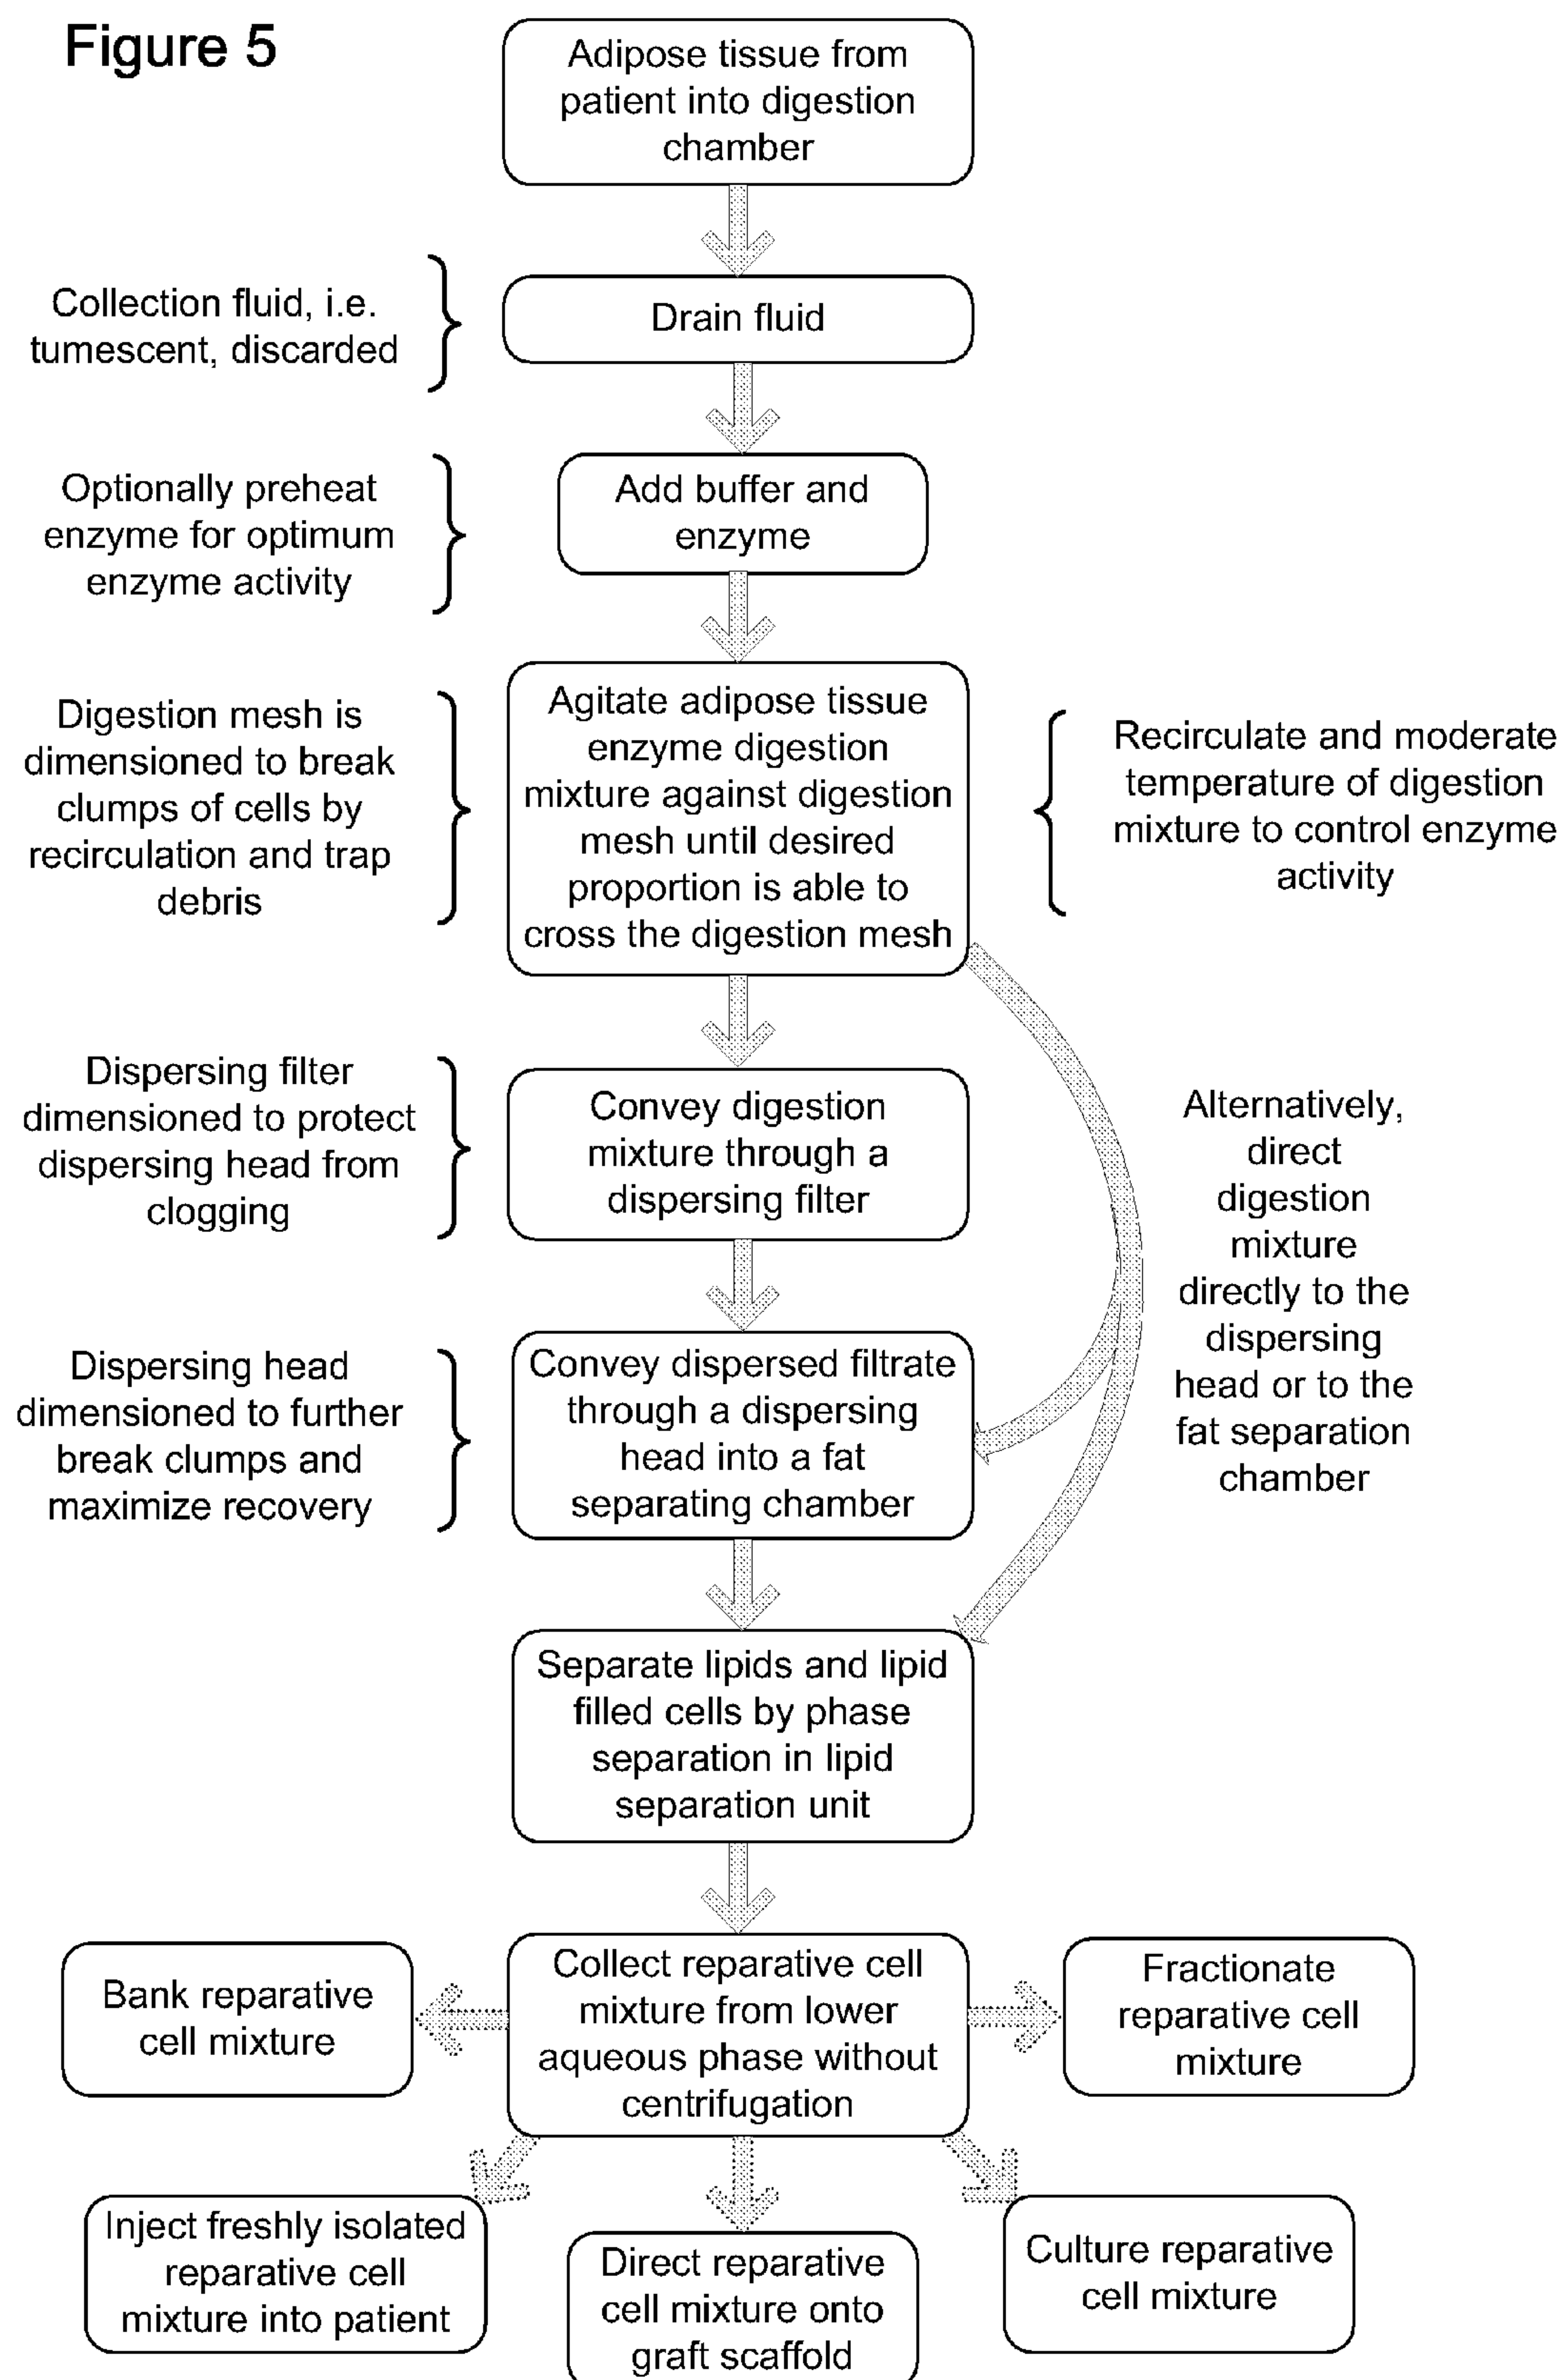 Figure 5
Adipose tissue from
patient into digestion
chamber
Collection fluid, i.e.
tumescent, discarded
Drain fluid
Optionally preheat
enzyme for optimum
enzyme activity
Add buffer and
enzyme
Digestion mesh is
dimensioned to break
clumps of cells by
recirculation and trap
debris
Agitate adipose tissue
enzyme digestion
mixture against digestion
mesh until desired
proportion is able to
cross the digestion mesh
Recirculate and moderate
temperature of digestion
mixture to control enzyme
activity
Dispersing filter
dimensioned to protect
dispersing head from
clogging
Convey digestion
mixture through a
dispersing filter
Alternatively,
direct
digestion
mixture
directly to the
dispersing
head or to the
fat separation
chamber
Dispersing head
dimensioned to further
break clumps and
maximize recovery
Convey dispersed filtrate
through a dispersing
head into a fat
separating chamber
Separate lipids and lipid
filled cells by phase
separation in lipid
separation unit
Bank reparative
cell mixture
Collect reparative cell
mixture from lower
aqueous phase without
centrifugation
Fractionate
reparative cell
mixture
Inject freshly isolated
reparative cell
mixture into patient
Direct reparative
cell mixture onto
graft scaffold
Culture reparative
cell mixture